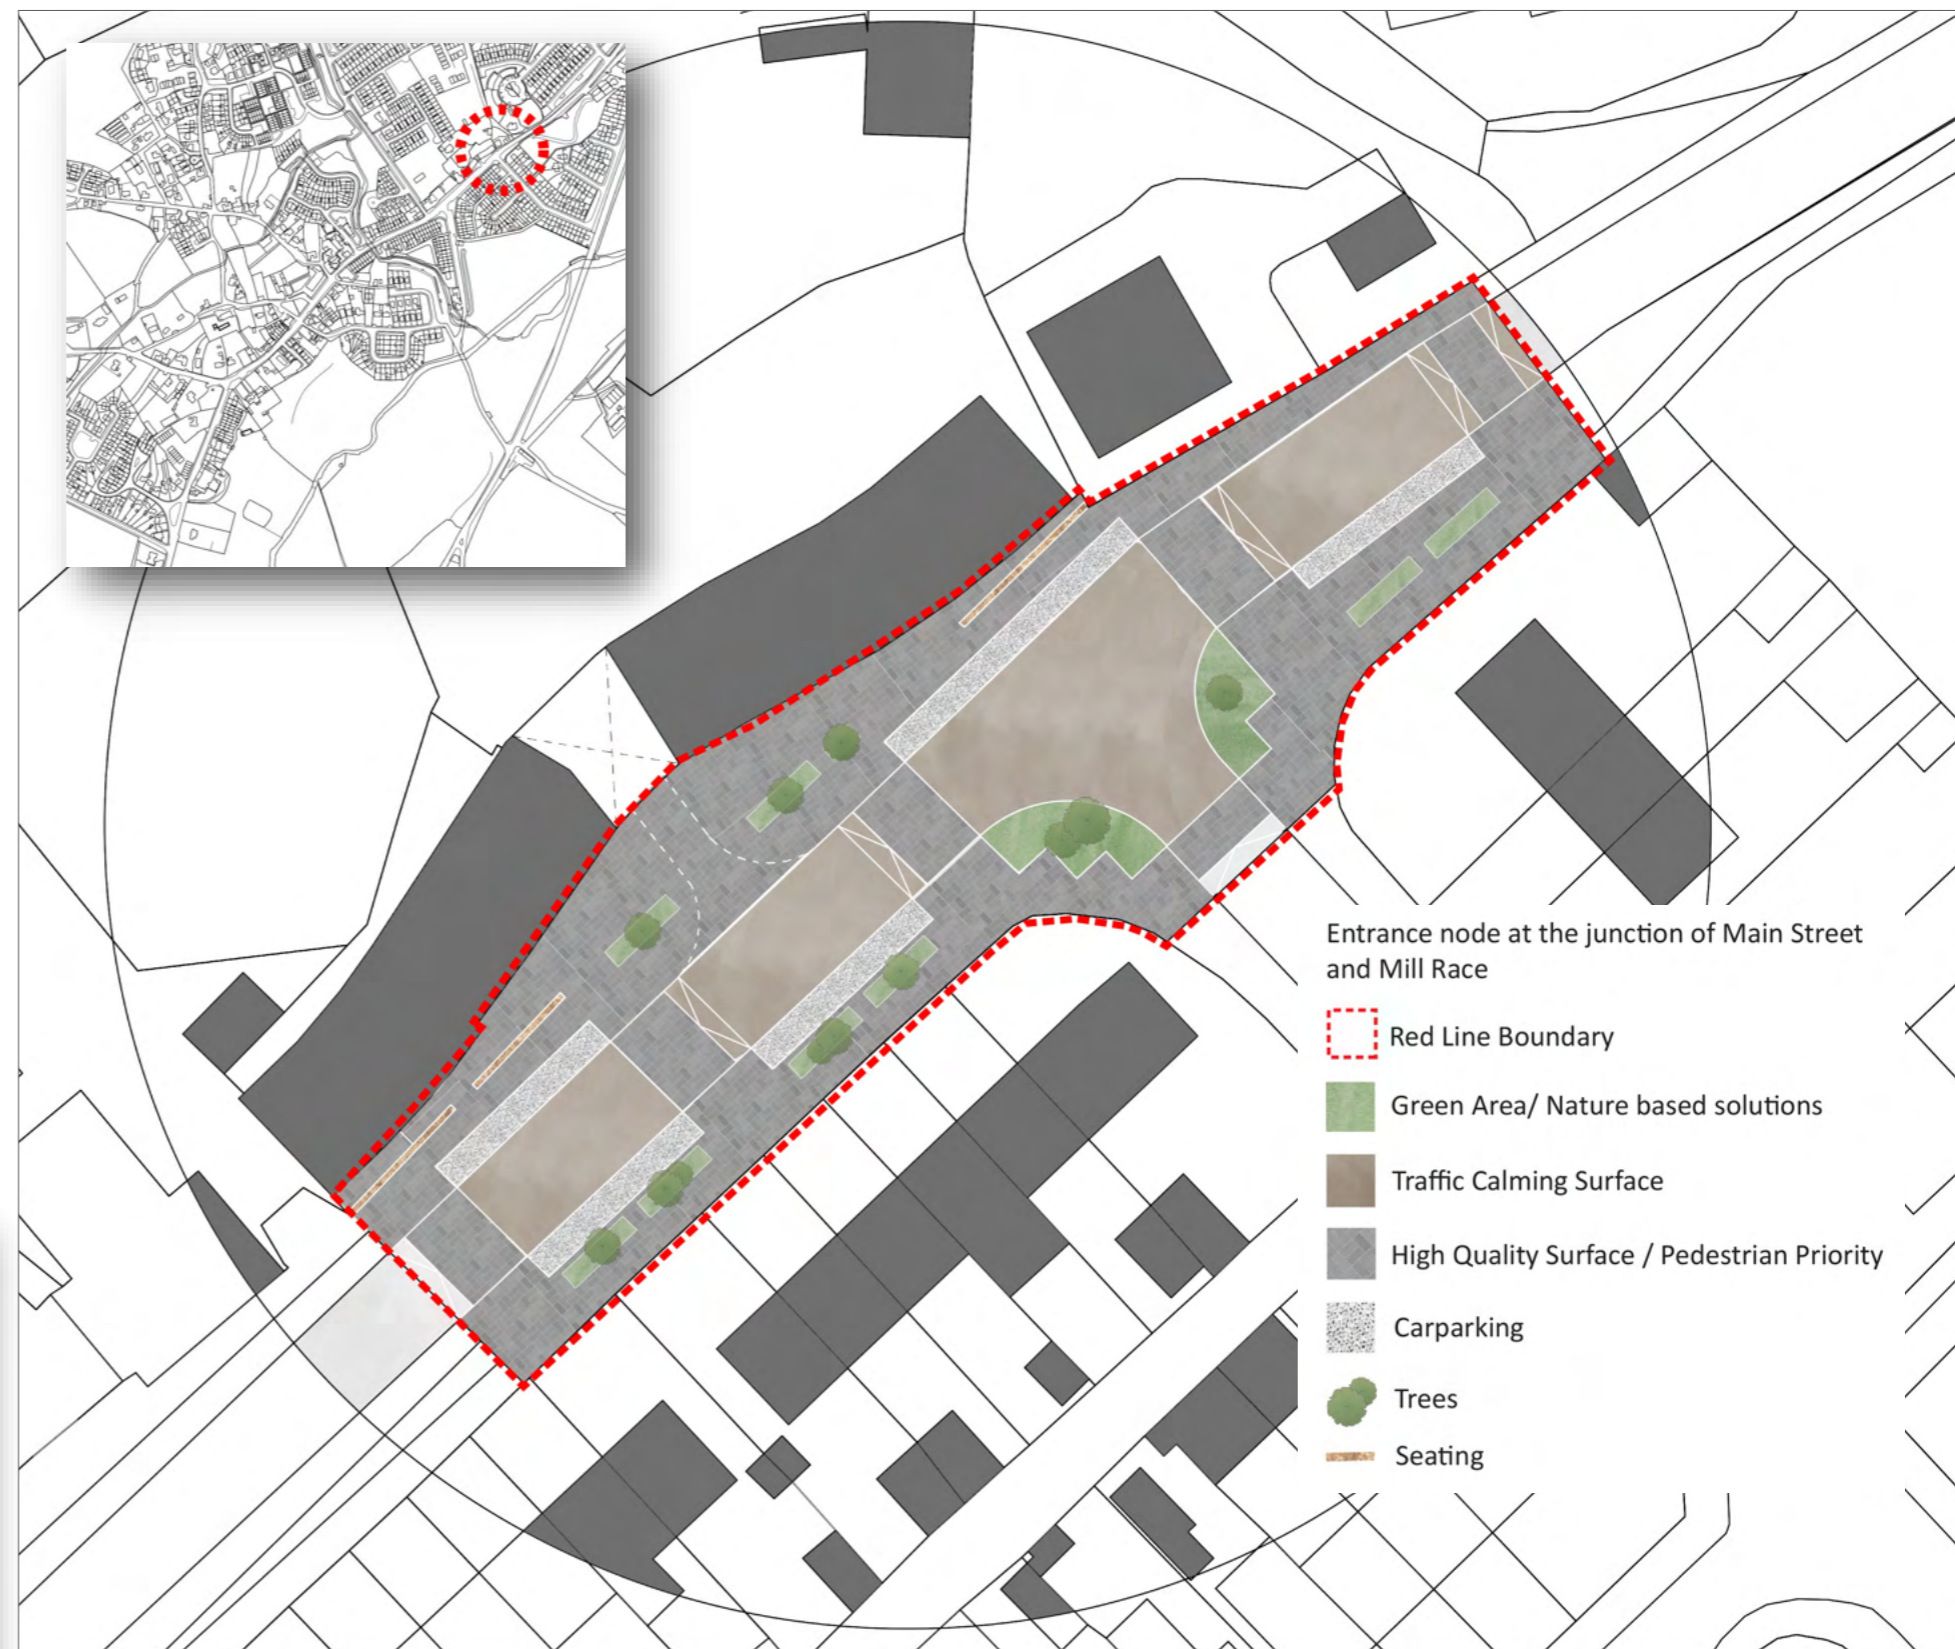 Entrance node at the junction of Main Street
and Mill Race
Red Line Boundary
Green Area/ Nature based solutions
Traffic Calming Surface
High Quality Surface / Pedestrian Priority
Carparking
Trees
Seating